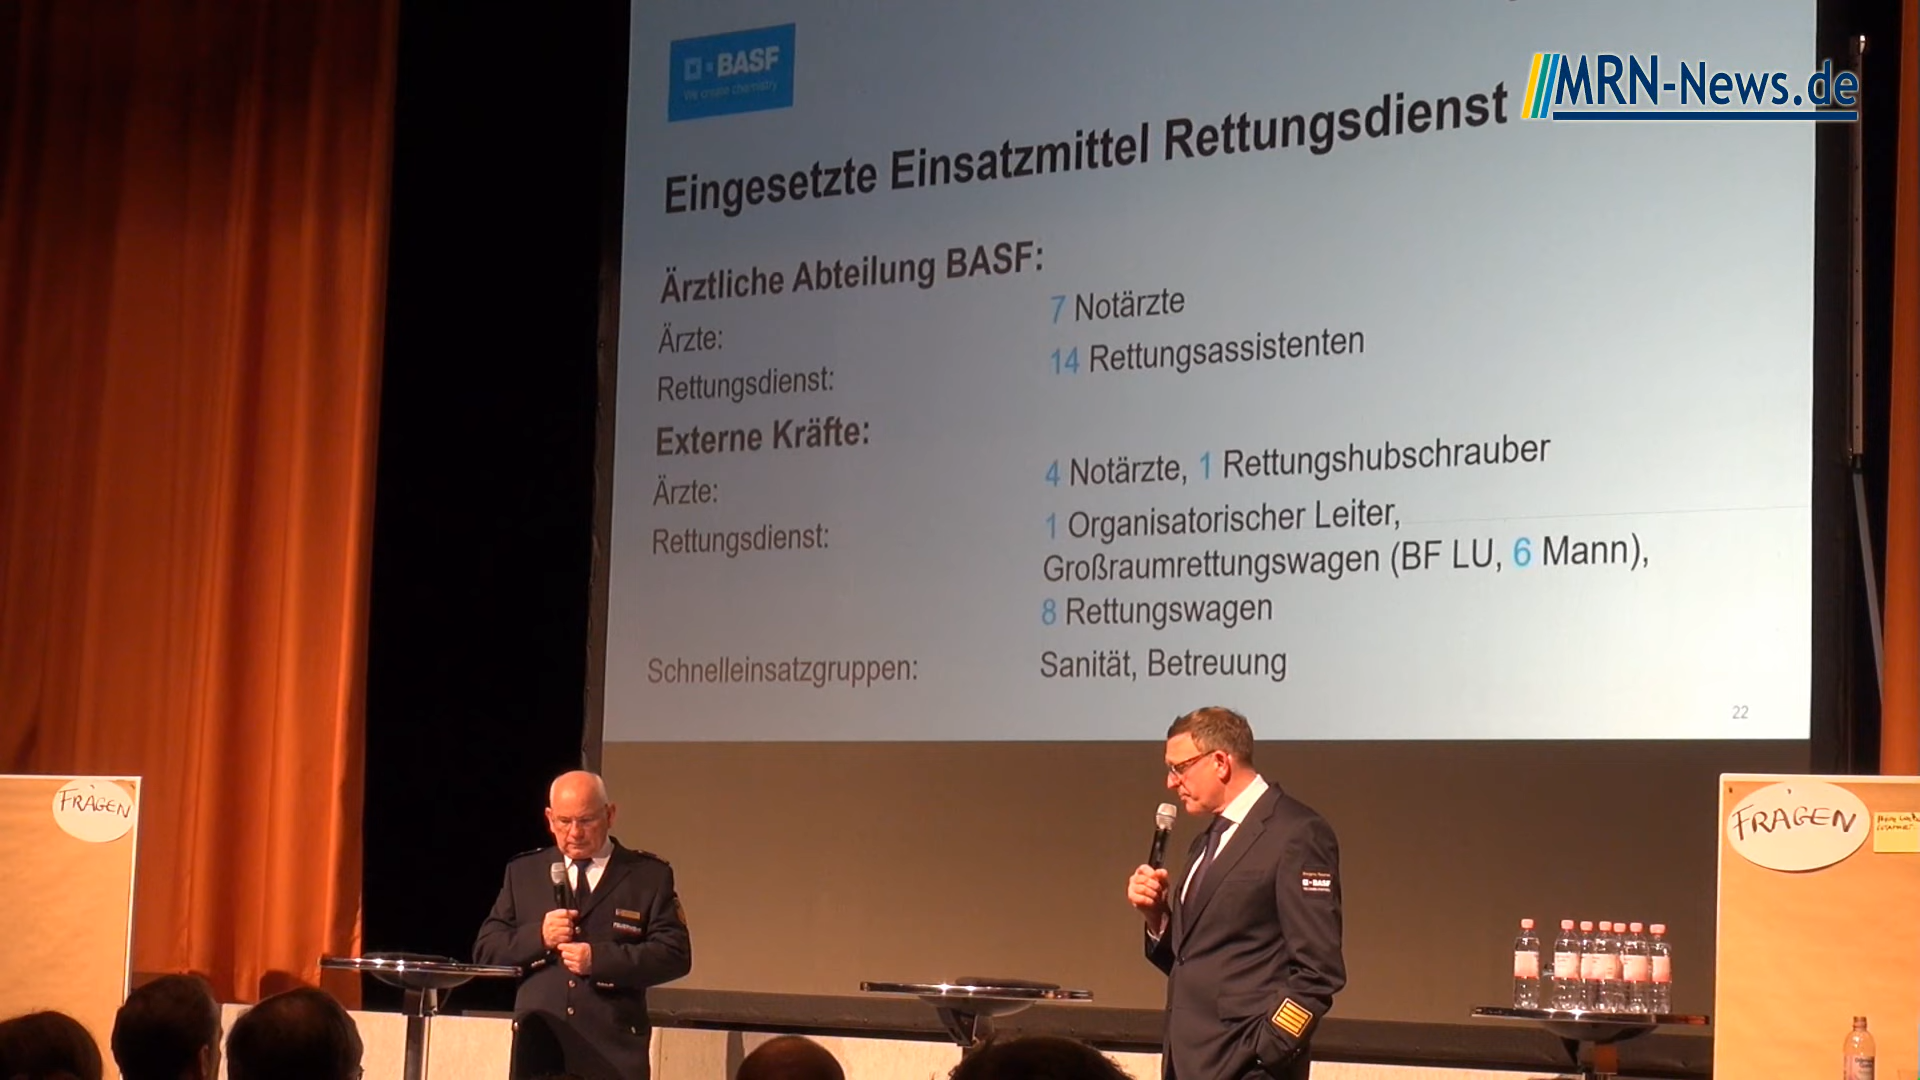 BASF
We create chemistry
MRN-News.de
Eingesetzte Einsatzmittel Rettungsdienst
Ärztliche Abteilung BASF:
Ärzte: 7 Notärzte
Rettungsdienst: 14 Rettungsassistenten
Externe Kräfte:
Ärzte: 4 Notärzte, 1 Rettungshubschrauber
Rettungsdienst: 1 Organisatorischer Leiter,
Großraumrettungswagen (BF LU, 6 Mann),
8 Rettungswagen
Schnelleinsatzgruppen: Sanität, Betreuung
22
FRAGEN
FRAGEN
FEUERWEHR
BASF